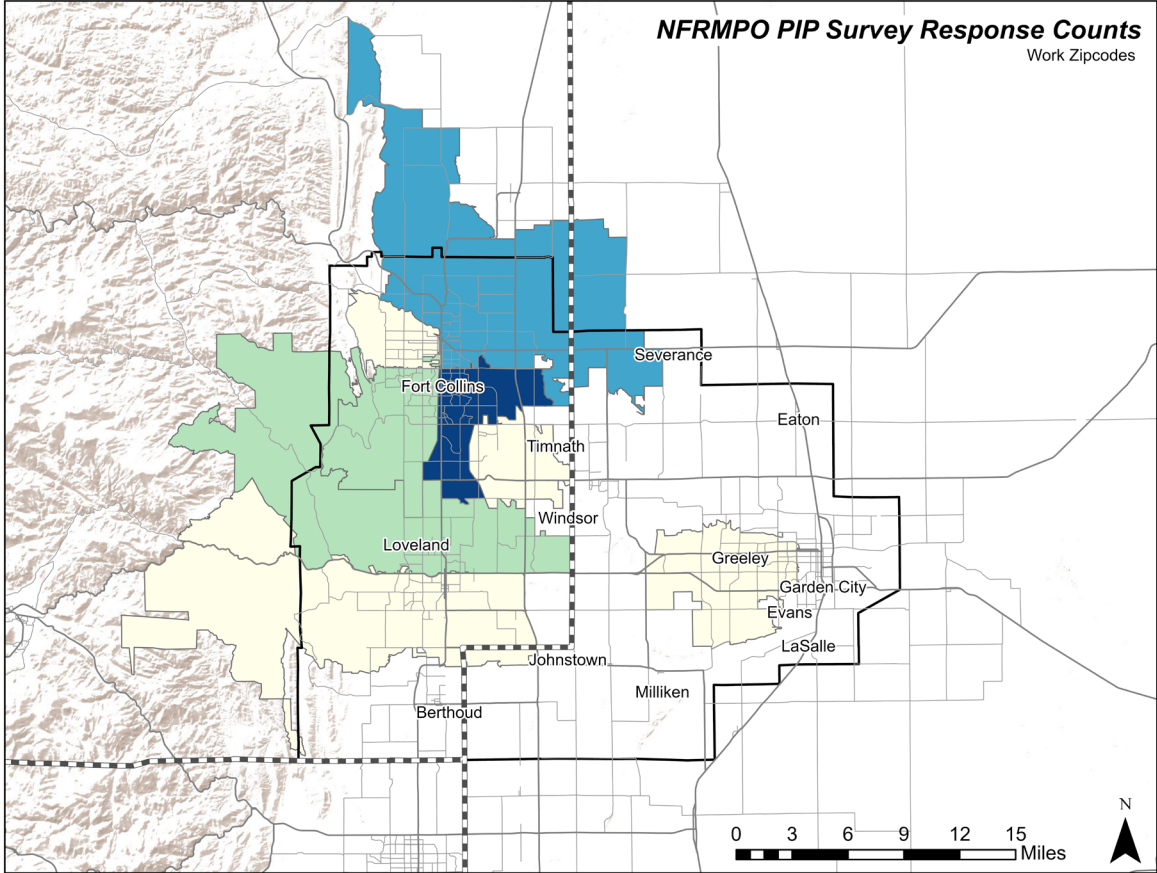 NFRMPO PIP Survey Response Counts
Work Zipcodes
Severance
Fort Collins
Eaton
Timnath
Windsor
Loveland
Greeley
Garden City
Evans
LaSalle
Johnstown
Milliken
Berthoud
N
0 3 6 9 12 15
Miles